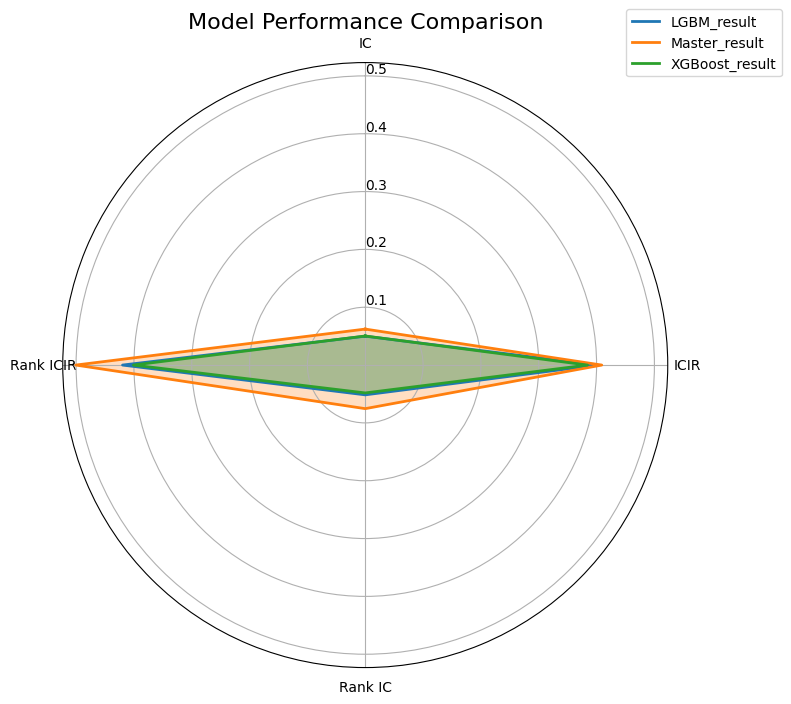 Model Performance Comparison
LGBM_result
Master_result
XGBoost_result
IC
0.5
0.4
0.3
0.2
0.1
Rank ICIR
ICIR
Rank IC